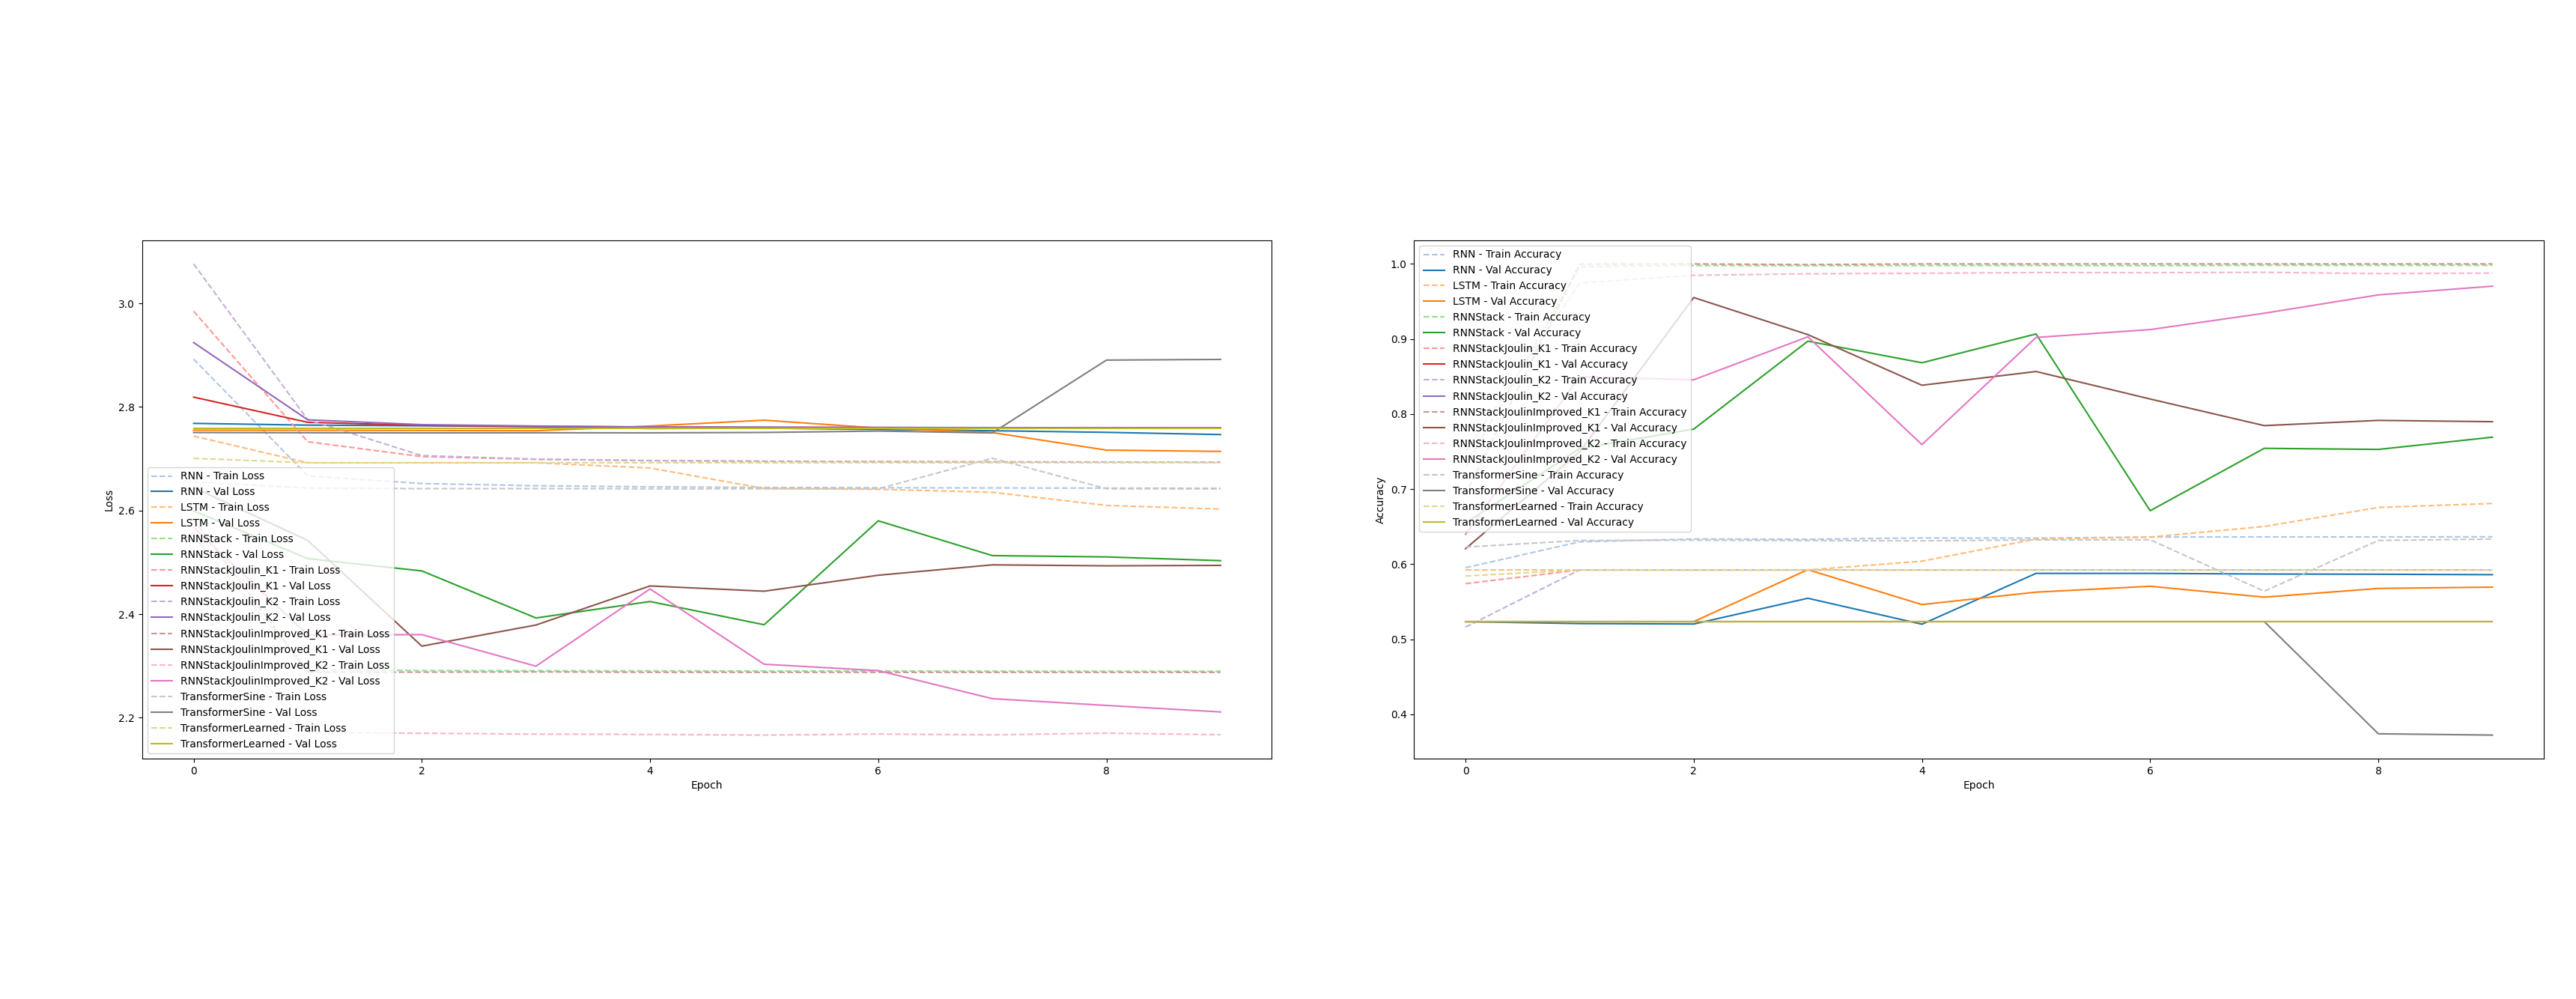 3.0
2.8
2.6
2.4
2.2
Loss
RNN - Train Loss
RNN - Val Loss
LSTM - Train Loss
LSTM - Val Loss
RNNStack - Train Loss
RNNStack - Val Loss
RNNStackJoulin_K1 - Train Loss
RNNStackJoulin_K1 - Val Loss
RNNStackJoulin_K2 - Train Loss
RNNStackJoulin_K2 - Val Loss
RNNStackJoulinImproved_K1 - Train Loss
RNNStackJoulinImproved_K1 - Val Loss
RNNStackJoulinImproved_K2 - Train Loss
RNNStackJoulinImproved_K2 - Val Loss
TransformerSine - Train Loss
TransformerSine - Val Loss
TransformerLearned - Train Loss
TransformerLearned - Val Loss
0 2 4 6 8
Epoch
1.0
0.9
0.8
0.7
0.6
0.5
0.4
Accuracy
RNN - Train Accuracy
RNN - Val Accuracy
LSTM - Train Accuracy
LSTM - Val Accuracy
RNNStack - Train Accuracy
RNNStack - Val Accuracy
RNNStackJoulin_K1 - Train Accuracy
RNNStackJoulin_K1 - Val Accuracy
RNNStackJoulin_K2 - Train Accuracy
RNNStackJoulin_K2 - Val Accuracy
RNNStackJoulinImproved_K1 - Train Accuracy
RNNStackJoulinImproved_K1 - Val Accuracy
RNNStackJoulinImproved_K2 - Train Accuracy
RNNStackJoulinImproved_K2 - Val Accuracy
TransformerSine - Train Accuracy
TransformerSine - Val Accuracy
TransformerLearned - Train Accuracy
TransformerLearned - Val Accuracy
0 2 4 6 8
Epoch